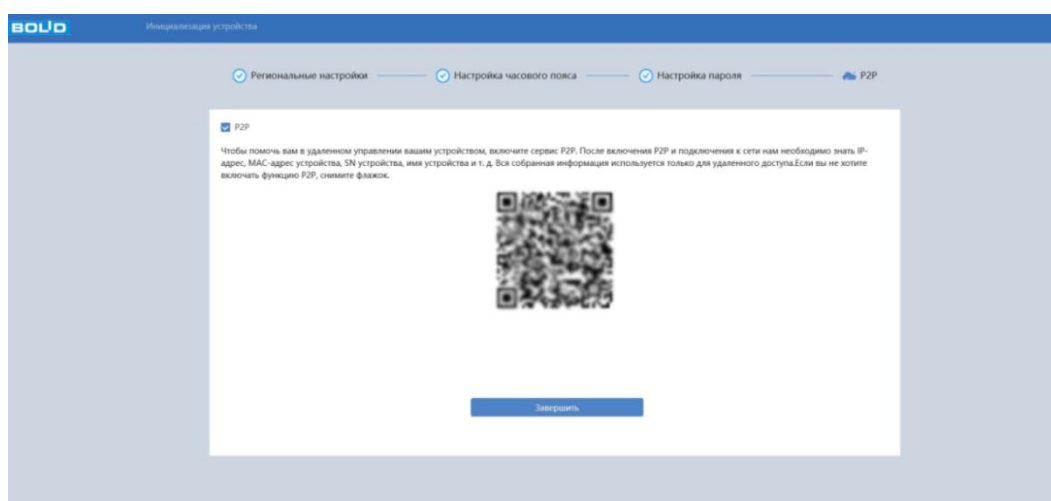 BOLID
Инициализация устройства
Региональные настройки
Настройка часового пояса
Настройка пароля
P2P
P2P
Чтобы помочь вам в удаленном управлении вашим устройством, включите сервис P2P. После включения P2P и подключения к сети нам необходимо знать IP-
адрес, MAC-адрес устройства, SN устройства, имя устройства и т. д. Вся собранная информация используется только для удаленного доступа.Если вы не хотите
включать функцию P2P, снимите флажок.
Завершить